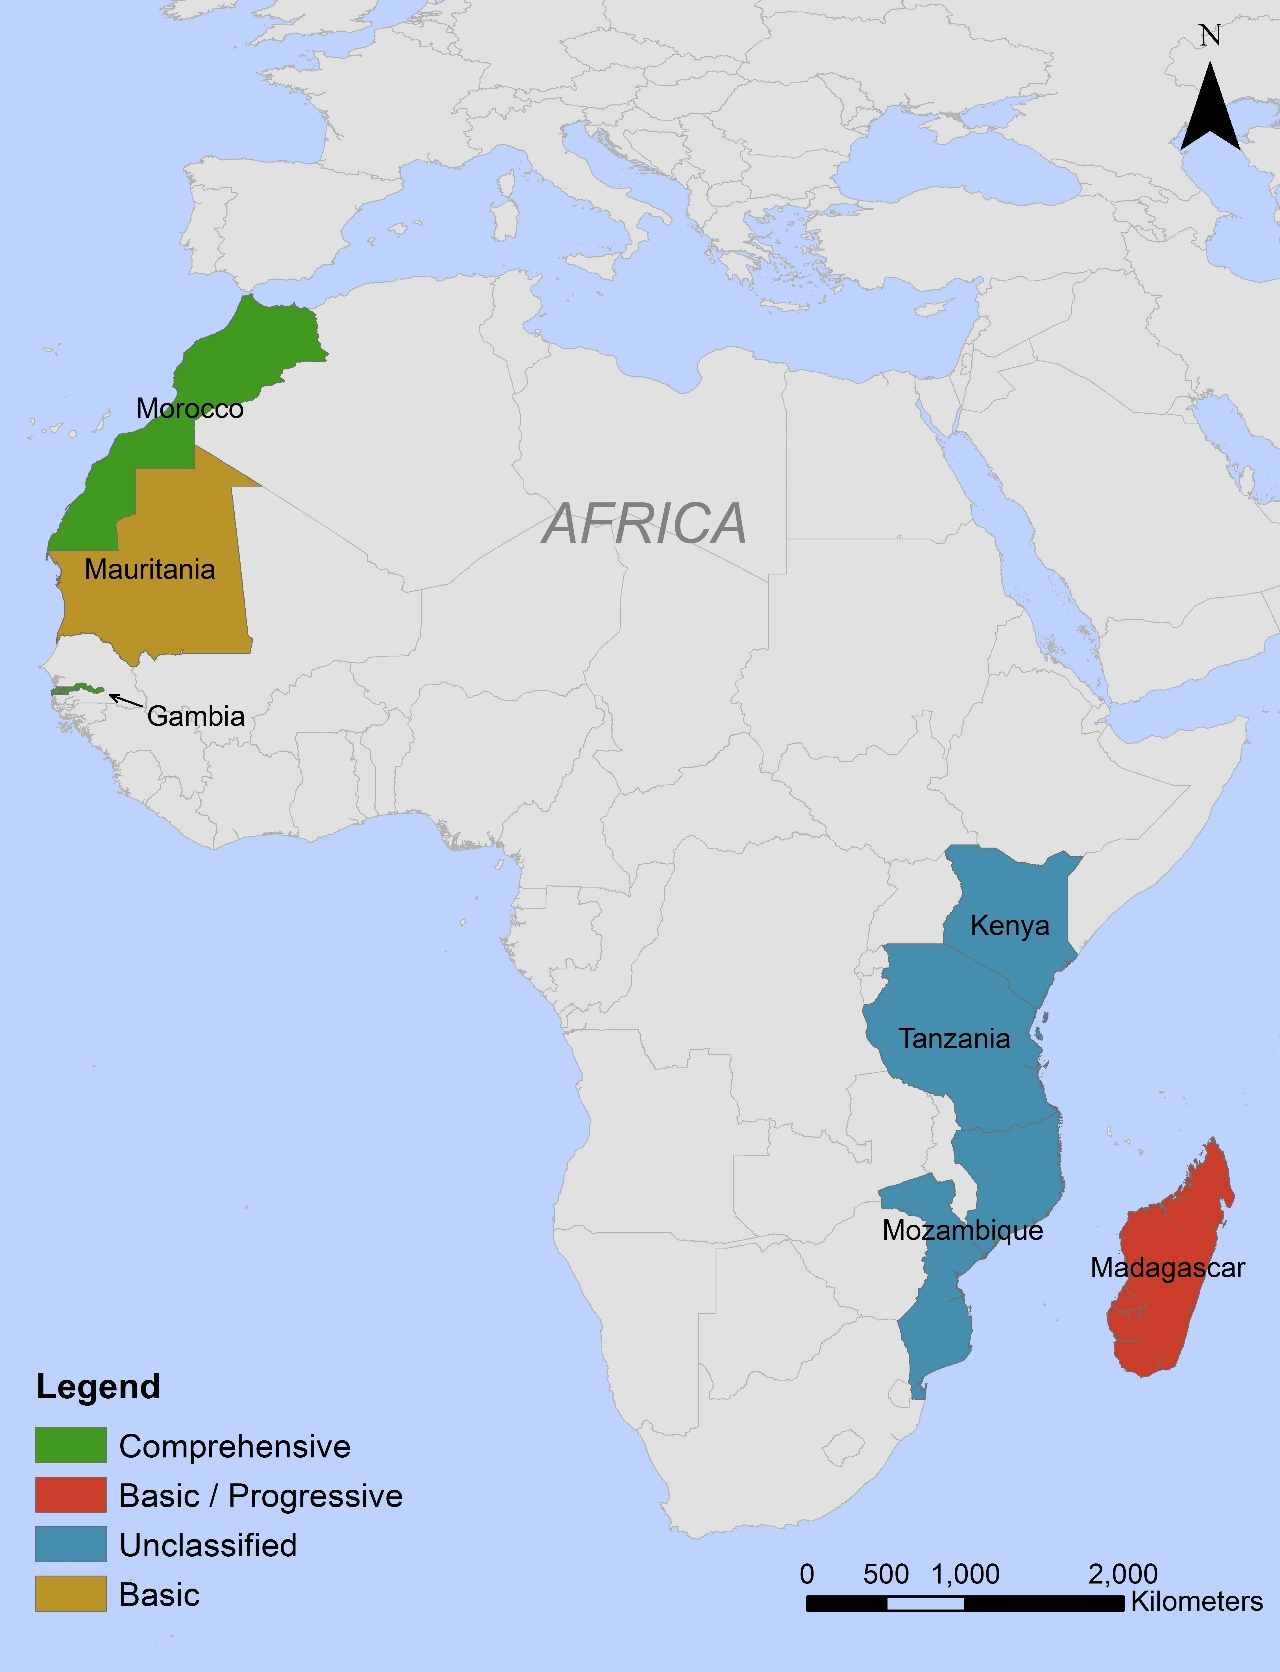 N
Morocco
AFRICA
Mauritania
Gambia
Kenya
Tanzania
Mozambique
Madagascar
Legend
Comprehensive
Basic / Progressive
Unclassified
Basic
0 500 1,000 2,000
Kilometers